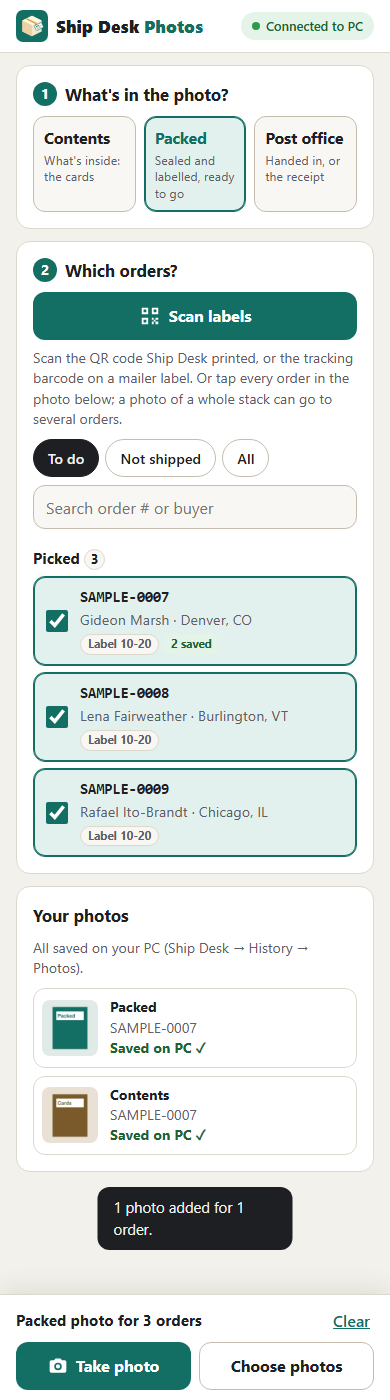 Ship Desk Photos
Connected to PC
1 What's in the photo?
Contents
What's inside:
the cards
Packed
Sealed and
labelled, ready
to go
Post office
Handed in, or
the receipt
2 Which orders?
Scan labels
Scan the QR code Ship Desk printed, or the tracking
barcode on a mailer label. Or tap every order in the
photo below; a photo of a whole stack can go to
several orders.
To do
Not shipped
All
Search order # or buyer
Picked 3
SAMPLE-0007
Gideon Marsh · Denver, CO
Label 10-20
2 saved
SAMPLE-0008
Lena Fairweather · Burlington, VT
Label 10-20
SAMPLE-0009
Rafael Ito-Brandt · Chicago, IL
Label 10-20
Your photos
All saved on your PC (Ship Desk → History →
Photos).
Packed
Packed
SAMPLE-0007
Saved on PC ✓
Cards
Contents
SAMPLE-0007
Saved on PC ✓
1 photo added for 1
order.
Packed photo for 3 orders
Clear
Take photo
Choose photos